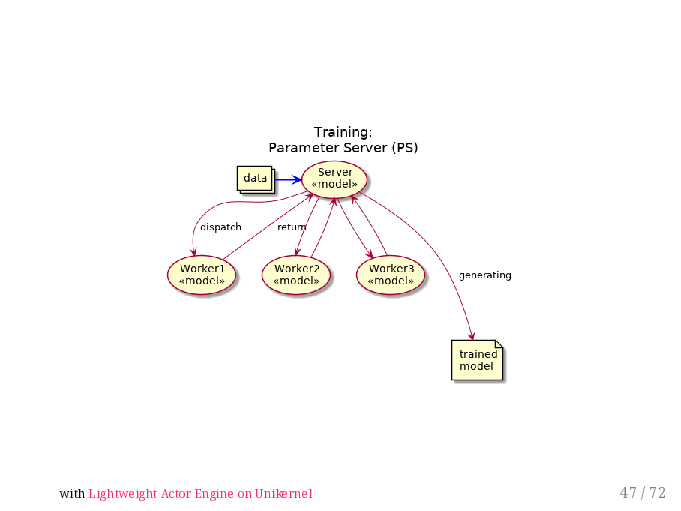 Training:
Parameter Server (PS)
data
Server
«model»
dispatch
return
Worker1
«model»
Worker2
«model»
Worker3
«model»
generating
trained
model
with Lightweight Actor Engine on Unikernel
47 / 72